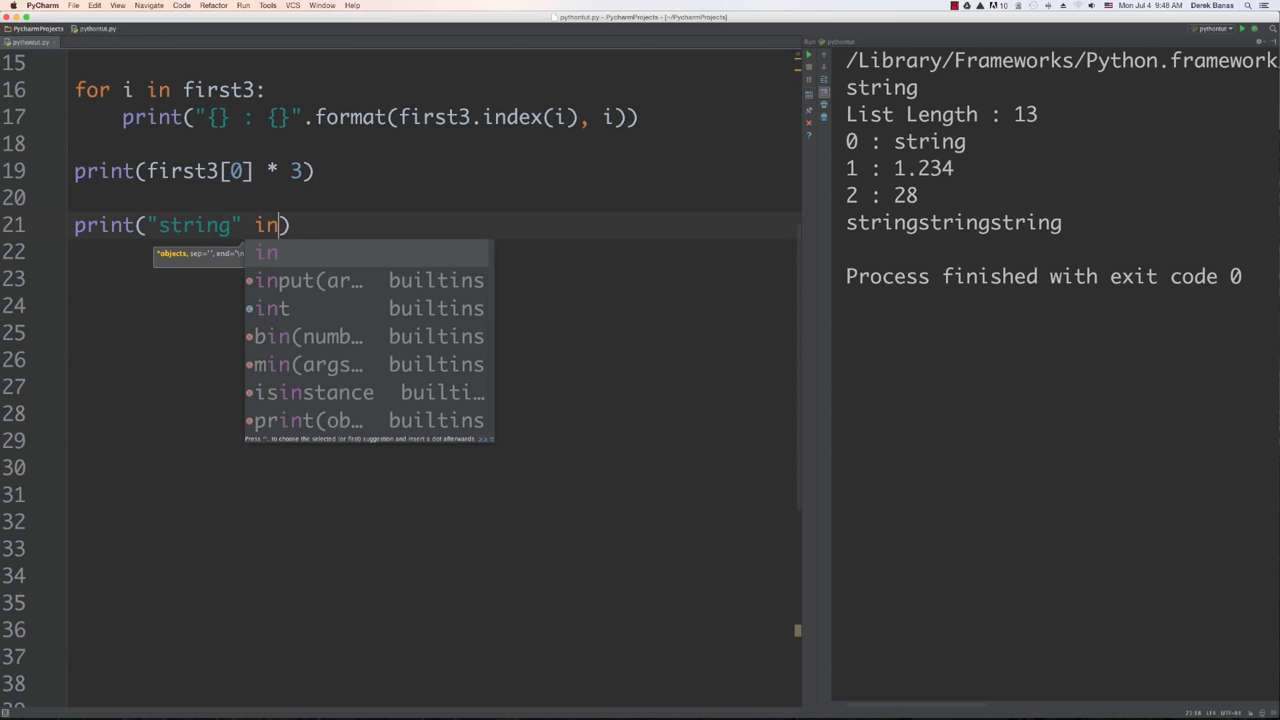 PyCharm File Edit View Navigate Code Refactor Run Tools VCS Window Help 10 Mon Jul 4 9:48 AM Derek Banas
pythontut.py - PycharmProjects - [~/PycharmProjects]
PycharmProjects pythontut.py pythontut
pythontut.py
Run pythontut
15
16 for i in first3:
17 print("{} : {}".format(first3.index(i), i))
18
19 print(first3[0] * 3)
20
21 print("string" in)
22
23
24
25
26
27
28
29
30
31
32
33
34
35
36
37
38
*objects, sep='', end="\n
in
input(ar… builtins
int builtins
bin(numb… builtins
min(args… builtins
isinstance builti…
print(ob… builtins
Press ^. to choose the selected (or first) suggestion and insert a dot afterwards >>
/Library/Frameworks/Python.framework
string
List Length : 13
0 : string
1 : 1.234
2 : 28
stringstringstring
Process finished with exit code 0
21:18 LF‡ UTF-8‡